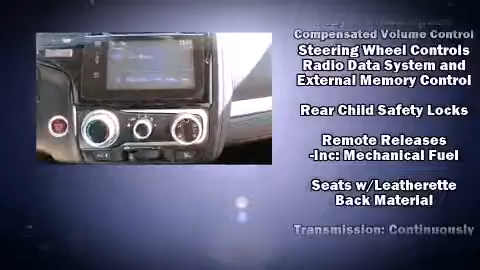 Compensated Volume Control
Steering Wheel Controls
Radio Data System and
External Memory Control
Rear Child Safety Locks
Remote Releases
-Inc: Mechanical Fuel
Seats w/Leatherette
Back Material
Transmission: Continuously